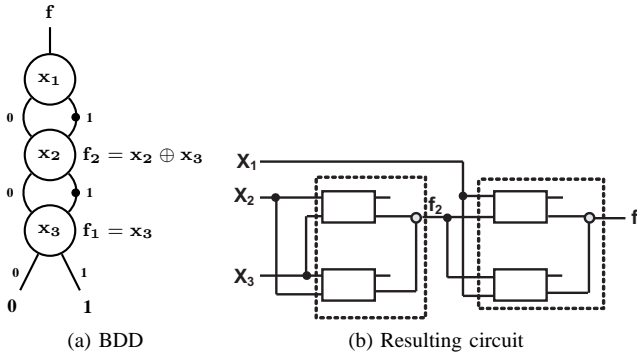 f
x₁
0 1
x₂ f₂ = x₂ ⊕ x₃
0 1
x₃ f₁ = x₃
0 1
0 1
(a) BDD
X₁
X₂
f₂
f
X₃
(b) Resulting circuit